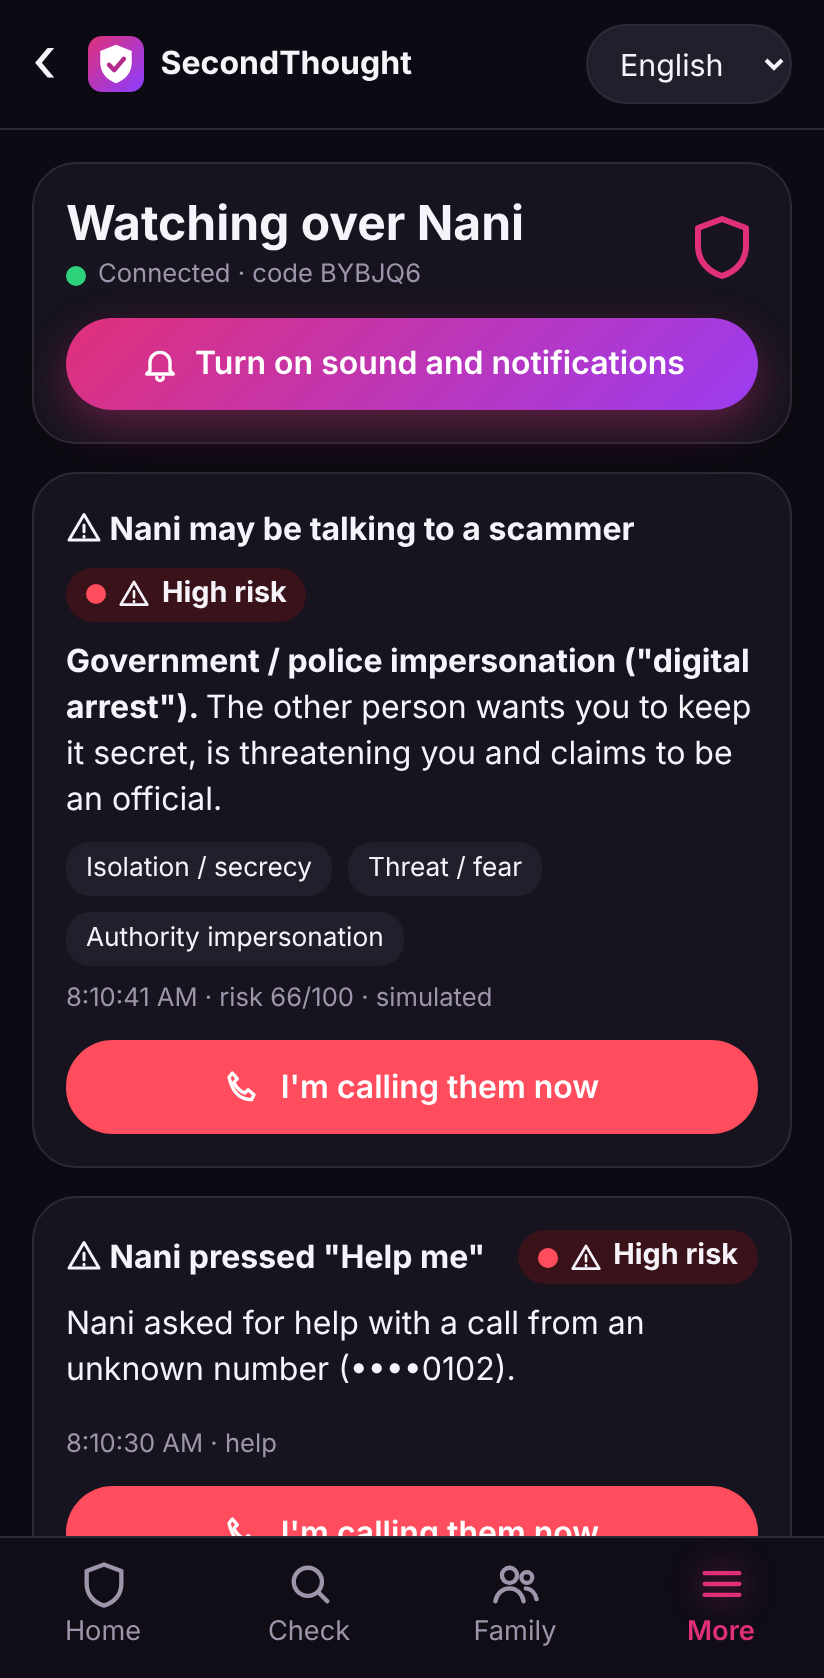 SecondThought
English
Watching over Nani
Connected · code BYBJQ6
Turn on sound and notifications
Nani may be talking to a scammer
High risk
Government / police impersonation ("digital
arrest"). The other person wants you to keep
it secret, is threatening you and claims to be
an official.
Isolation / secrecy
Threat / fear
Authority impersonation
8:10:41 AM · risk 66/100 · simulated
I'm calling them now
Nani pressed "Help me"
High risk
Nani asked for help with a call from an
unknown number (••••0102).
8:10:30 AM · help
I'm calling them now
Home
Check
Family
More